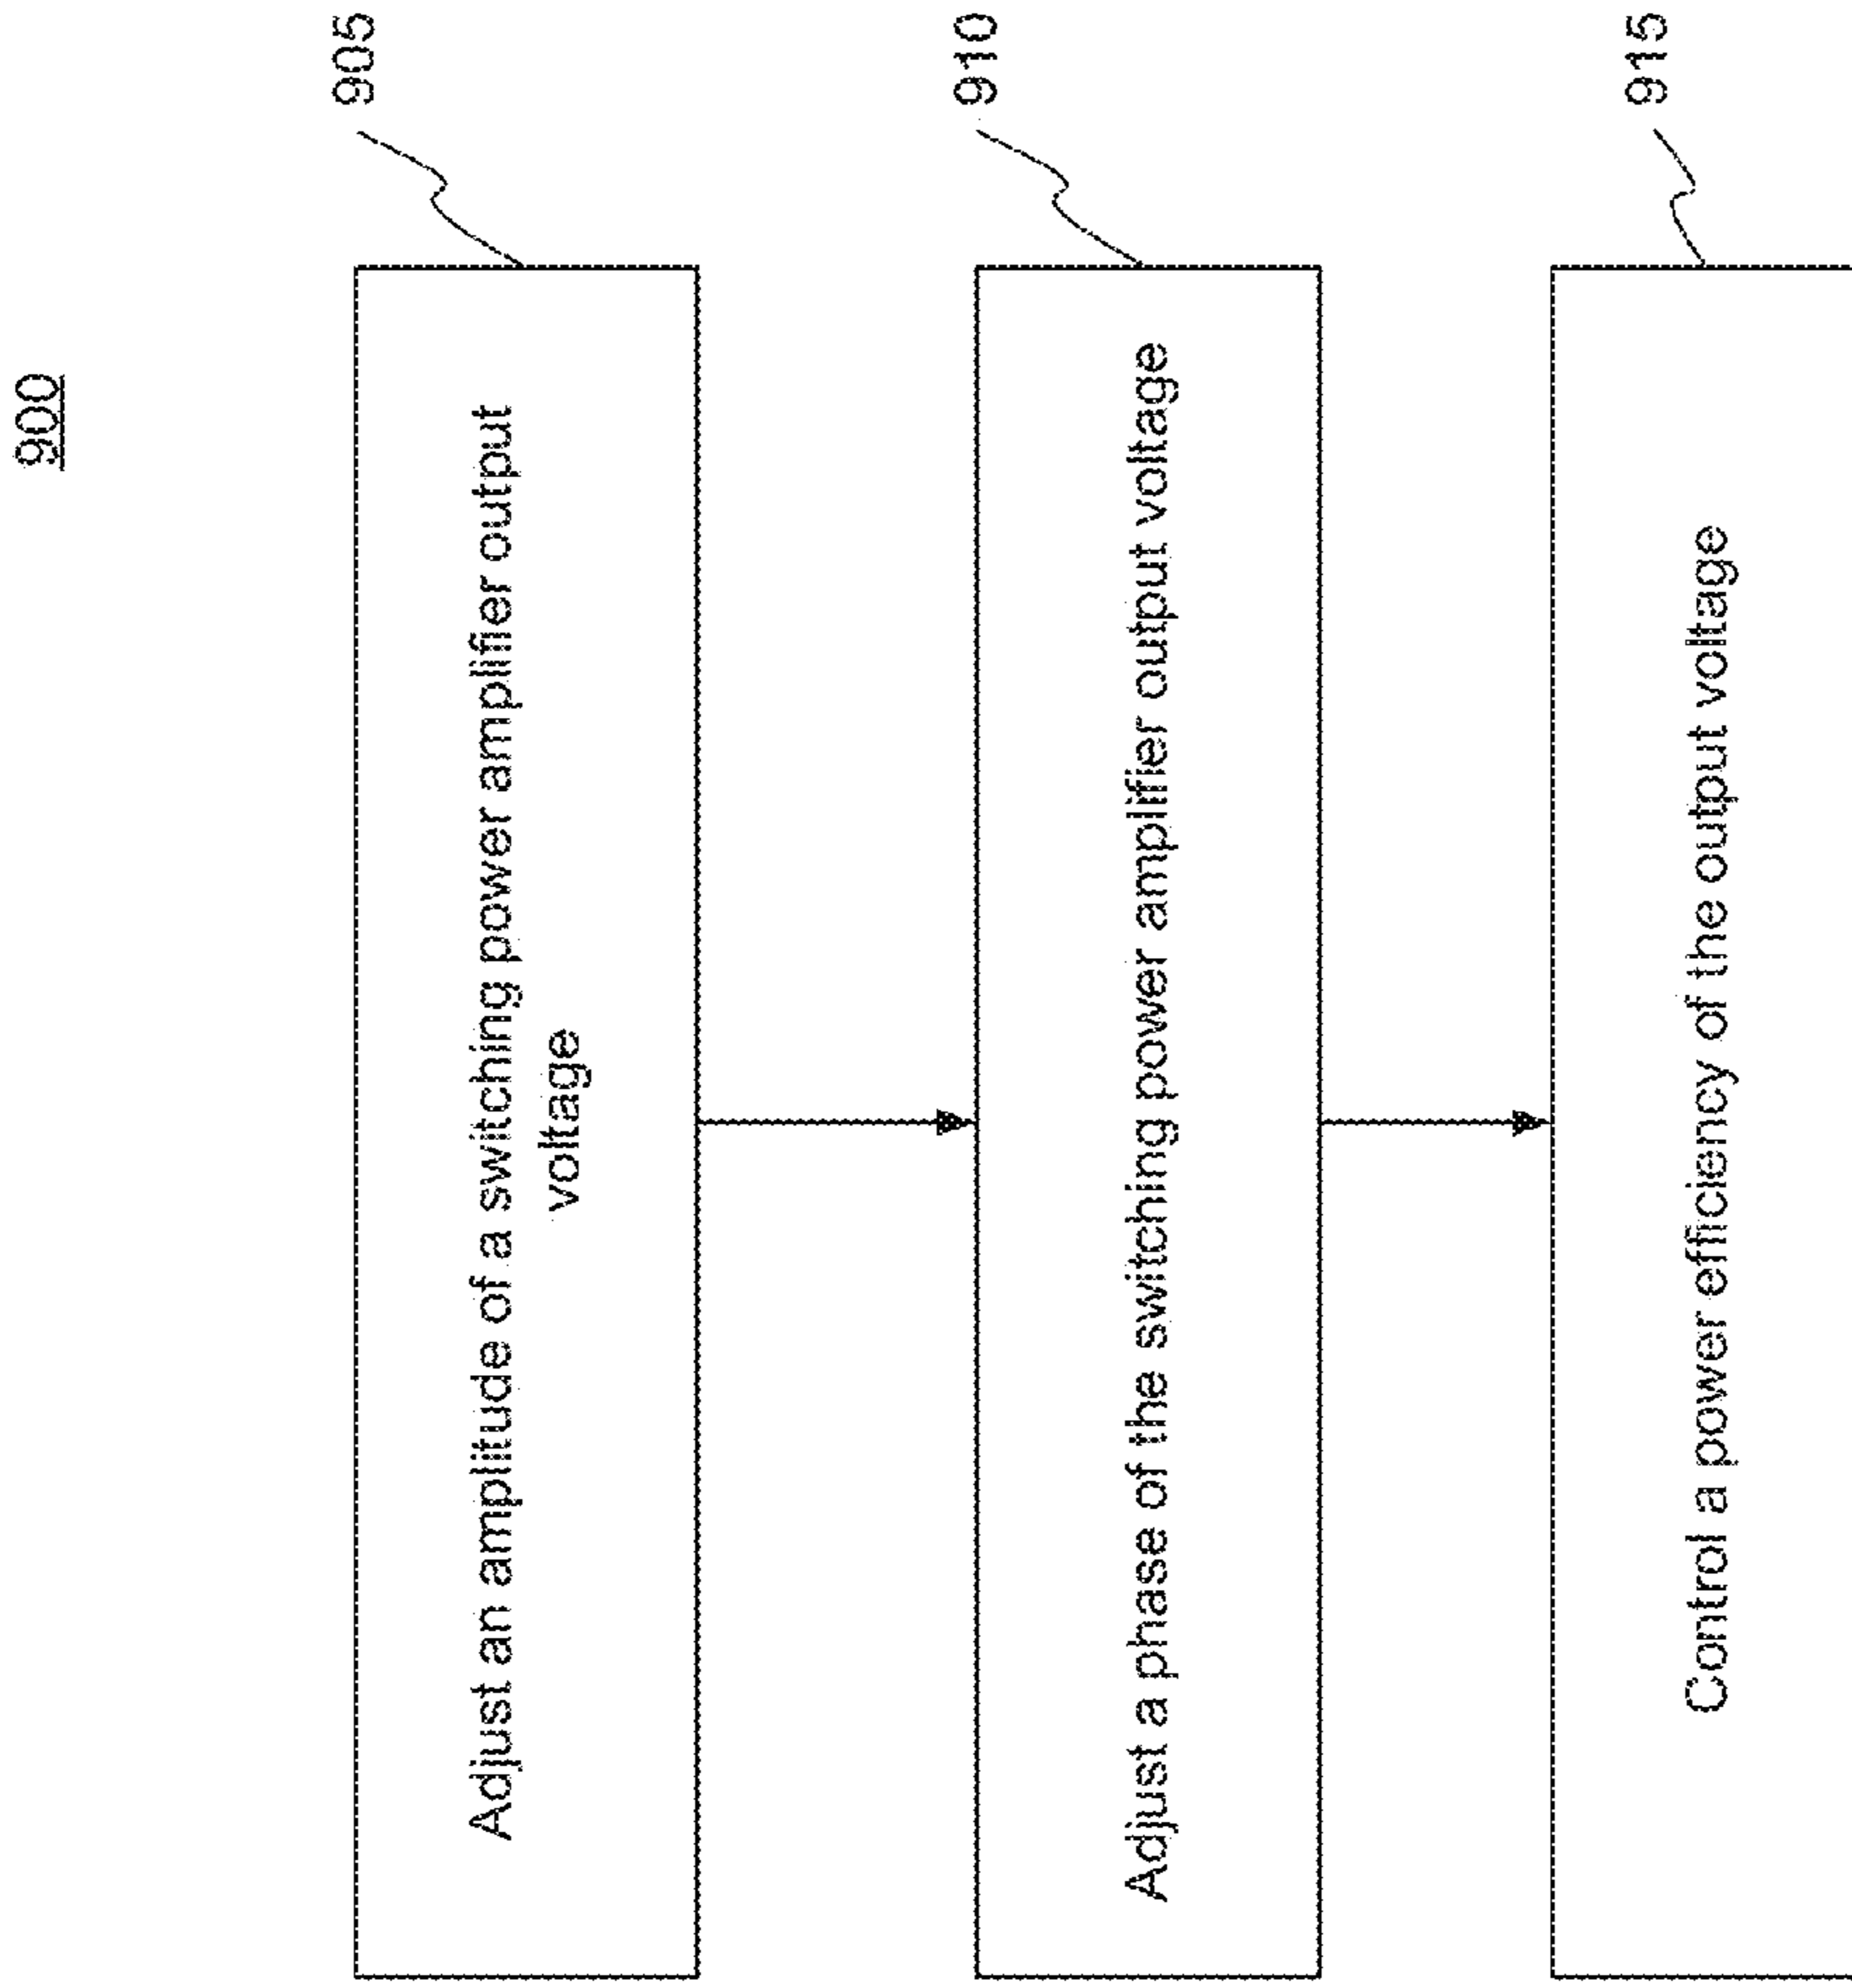 900
905
Adjust an amplitude of a switching power amplifier output
voltage
910
Adjust a phase of the switching power amplifier output voltage
915
Control a power efficiency of the output voltage